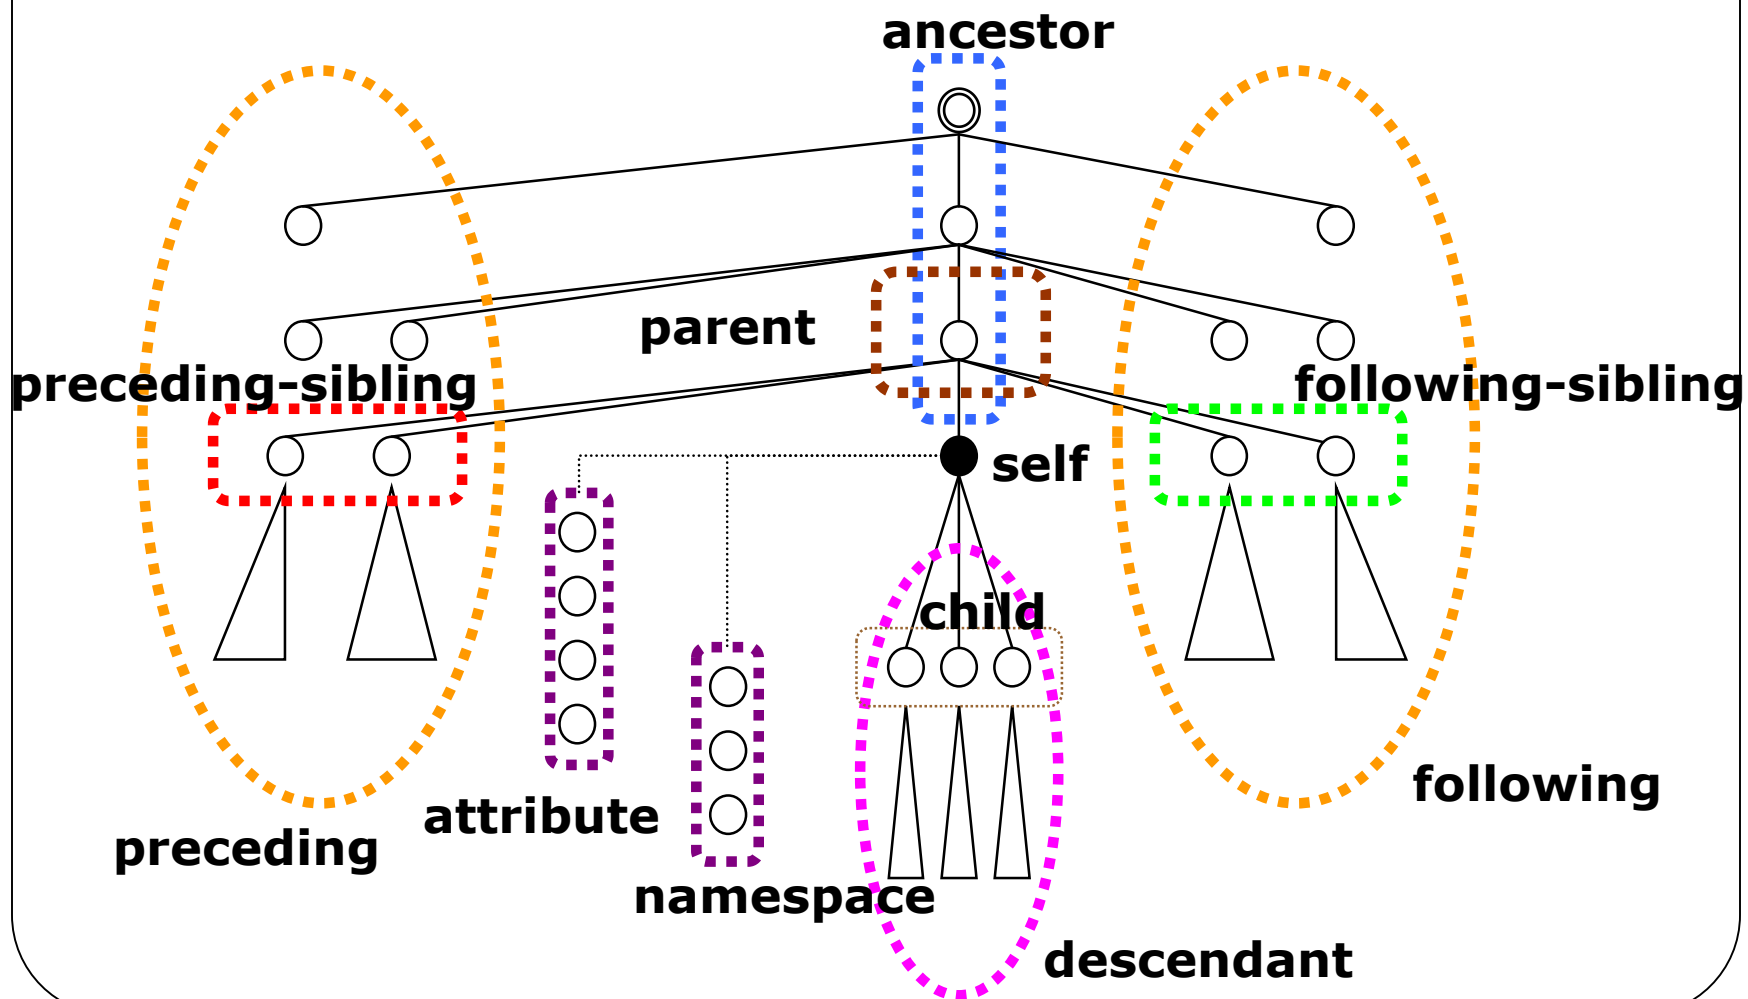 ancestor
parent
preceding-sibling
following-sibling
self
child
following
attribute
preceding
namespace
descendant